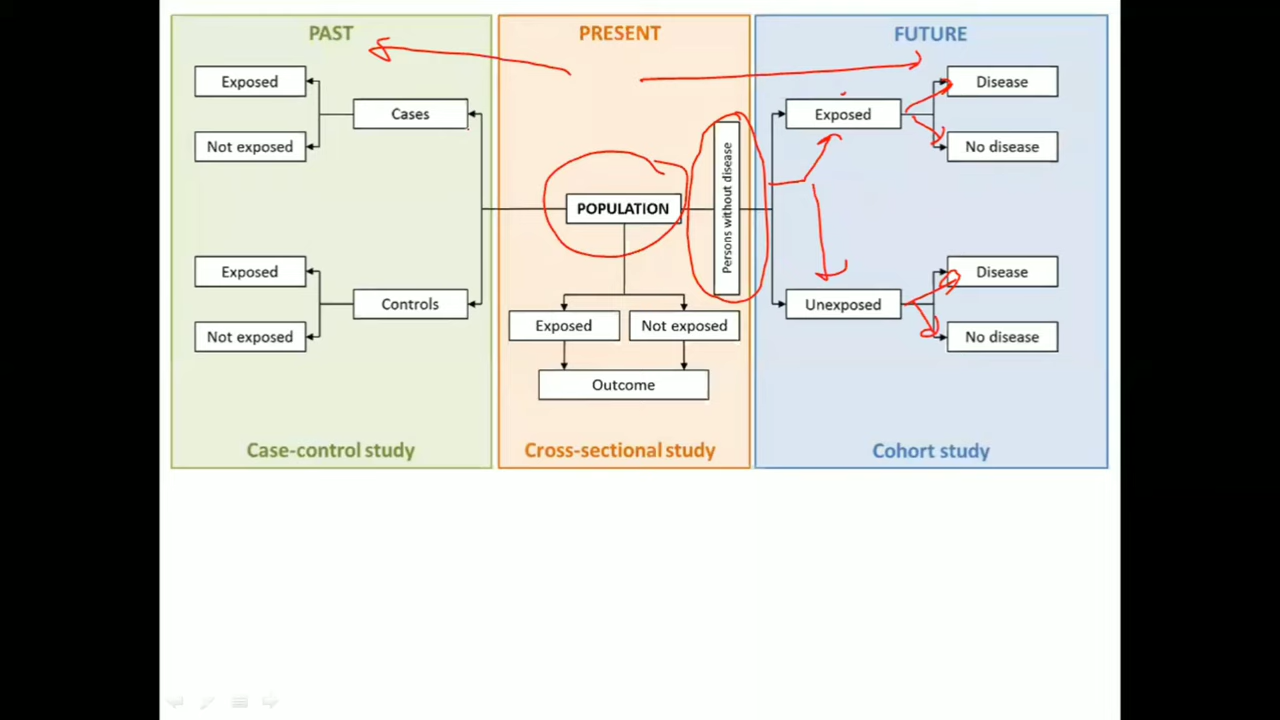 PAST
Exposed
Cases
Not exposed
Exposed
Controls
Not exposed
Case-control study
PRESENT
POPULATION
Persons without disease
Exposed
Not exposed
Outcome
Cross-sectional study
FUTURE
Exposed
Disease
No disease
Unexposed
Disease
No disease
Cohort study